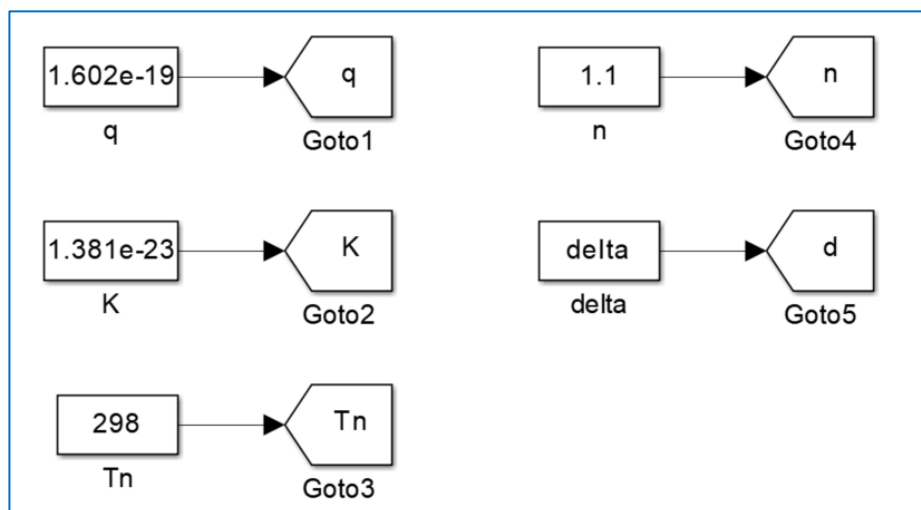 1.602e-19
q
q
Goto1
1.1
n
n
Goto4
1.381e-23
K
K
Goto2
delta
d
delta
Goto5
298
Tn
Tn
Goto3